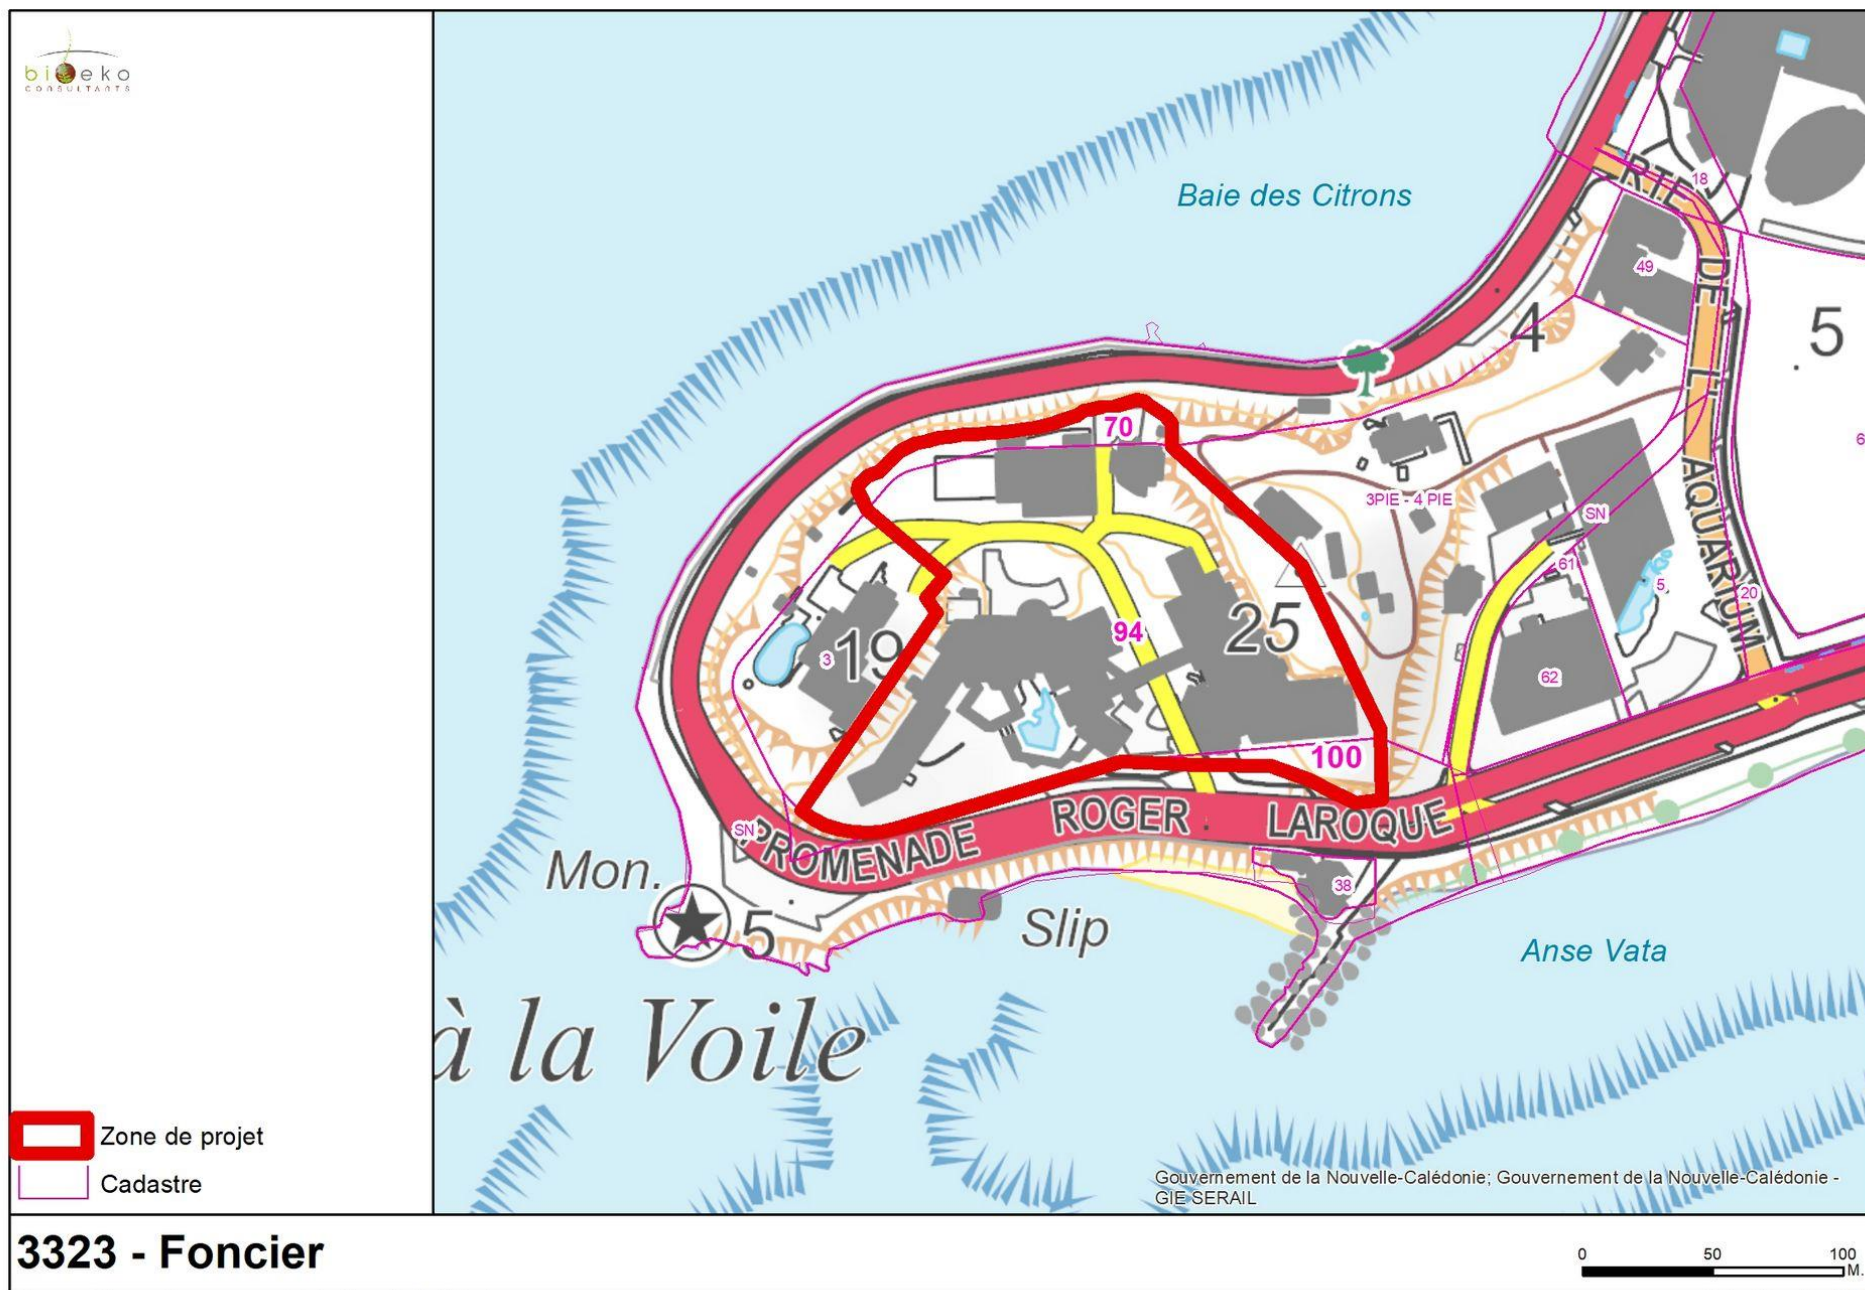 bioeko
CONSULTANTS
Baie des Citrons
RTE DE L' AQUARIUM
18
49
4
5
6
70
3PIE - 4 PIE
SN
61
5
20
94
25
3
19
62
100
SN
PROMENADE ROGER LAROQUE
Mon.
5
38
Slip
Anse Vata
à la Voile
Zone de projet
Cadastre
Gouvernement de la Nouvelle-Calédonie; Gouvernement de la Nouvelle-Calédonie -
GIE SERAIL
3323 - Foncier
0 50 100
M.